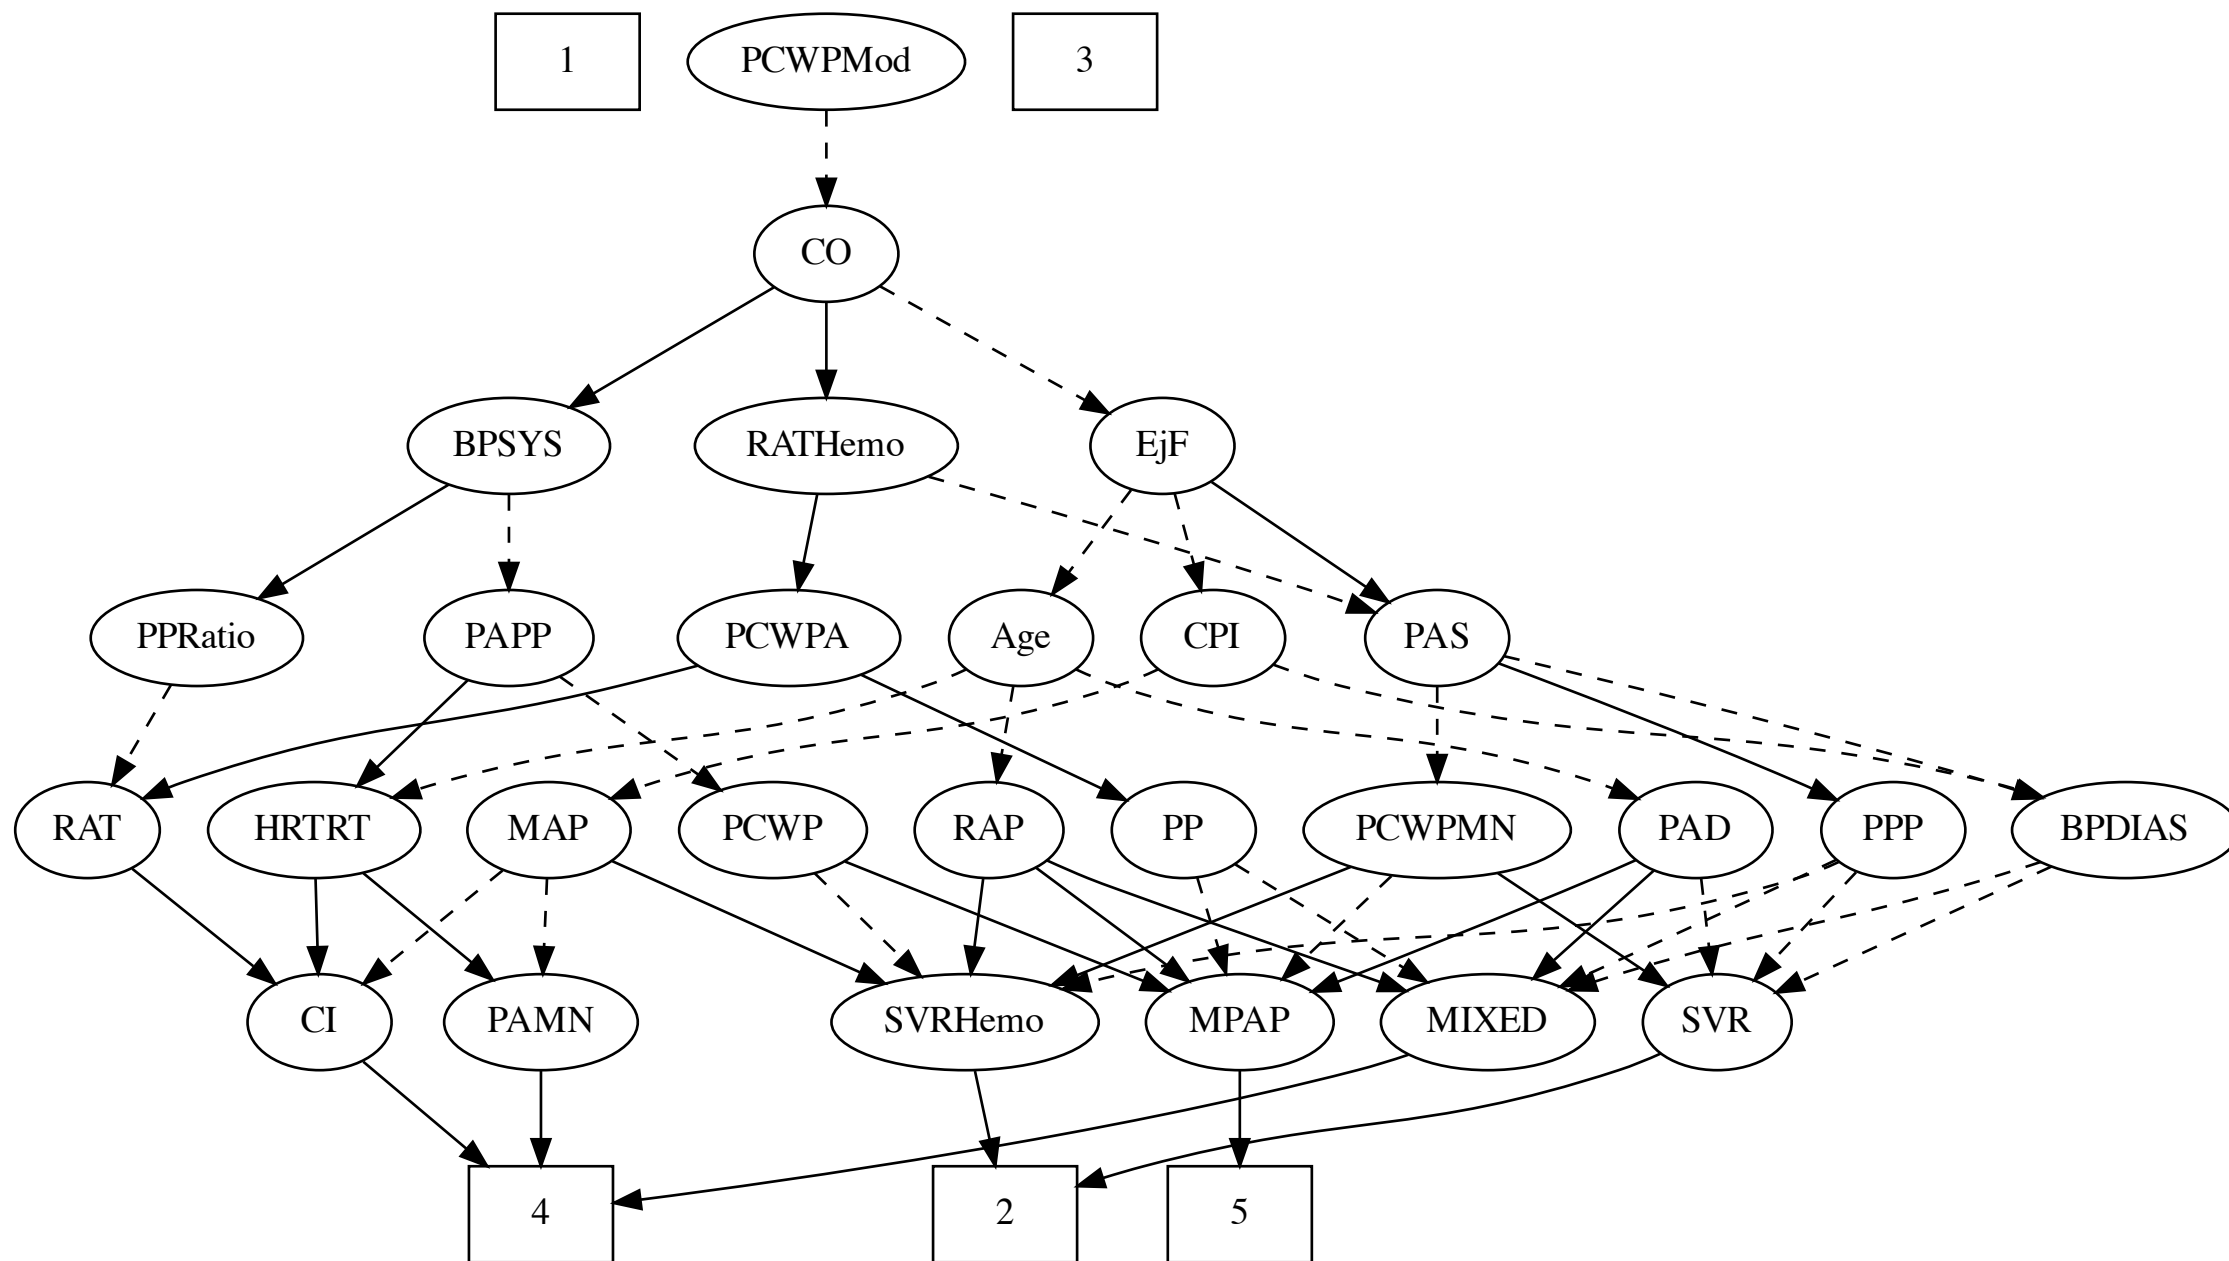 1
PCWPMod
3
CO
BPSYS
RATHemo
EjF
PPRatio
PAPP
PCWPA
Age
CPI
PAS
RAT
HRTRT
MAP
PCWP
RAP
PP
PCWPMN
PAD
PPP
BPDIAS
CI
PAMN
SVRHemo
MPAP
MIXED
SVR
4
2
5